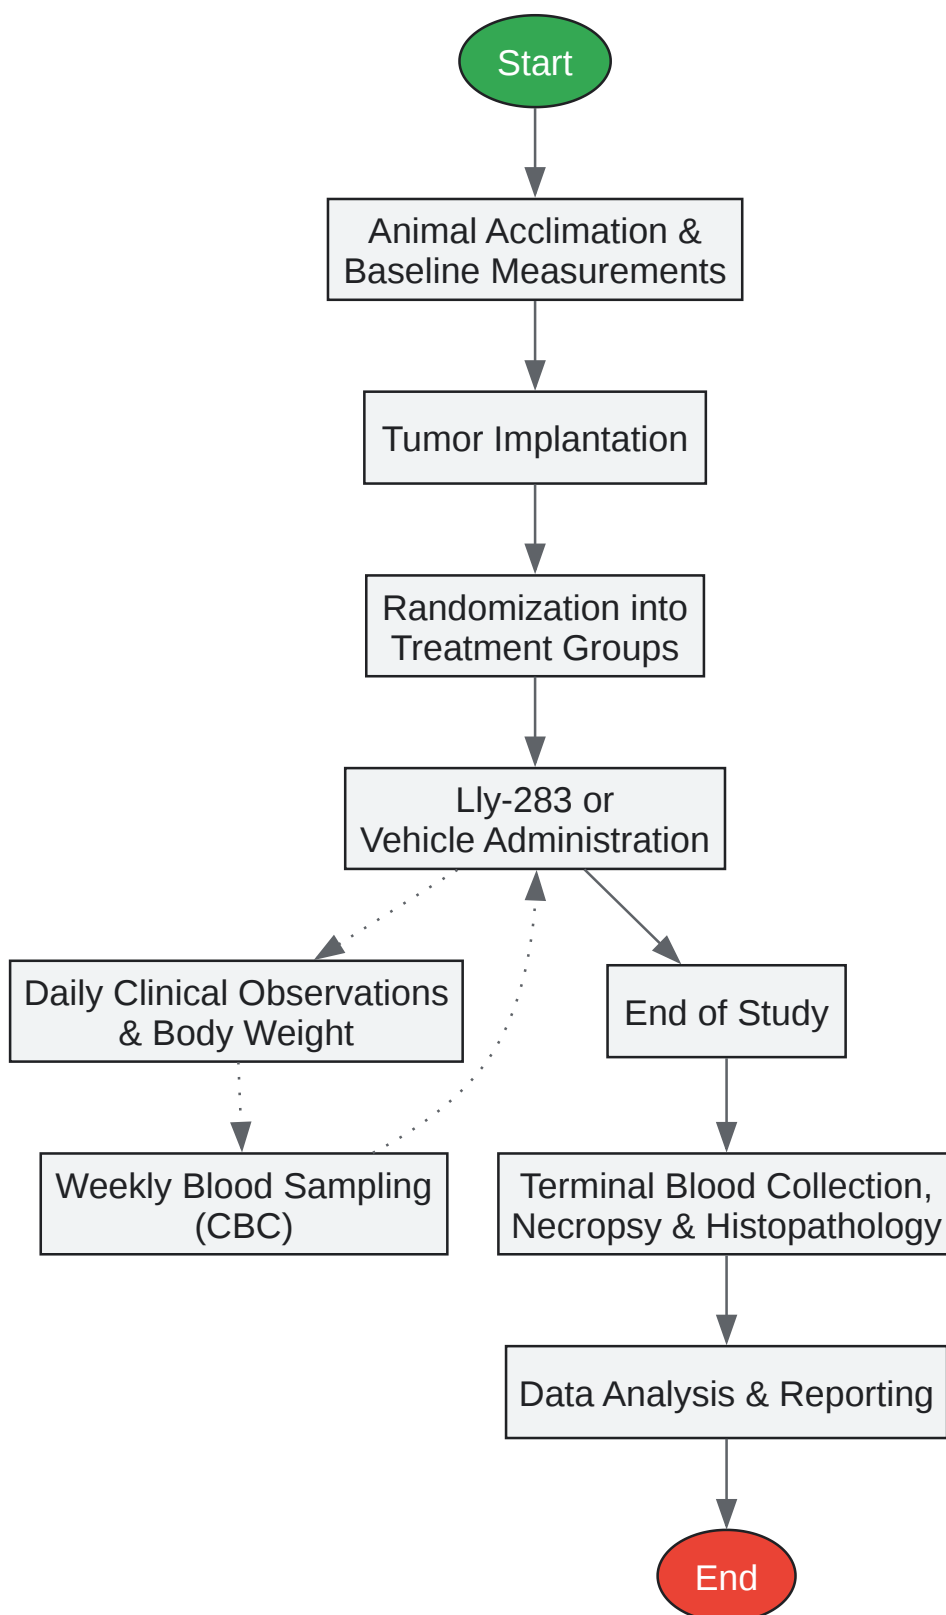 Start
Animal Acclimation &
Baseline Measurements
Tumor Implantation
Randomization into
Treatment Groups
Lly-283 or
Vehicle Administration
Daily Clinical Observations
& Body Weight
End of Study
Weekly Blood Sampling
(CBC)
Terminal Blood Collection,
Necropsy & Histopathology
Data Analysis & Reporting
End